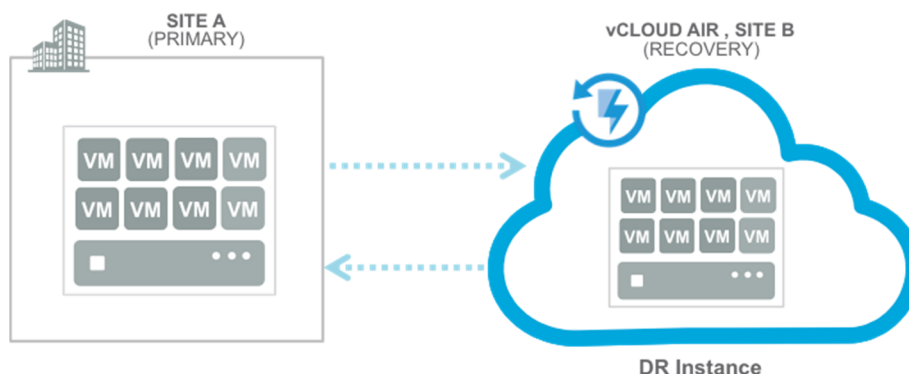 SITE A
(PRIMARY)
vCLOUD AIR , SITE B
(RECOVERY)
VM VM VM VM
VM VM VM VM
VM VM VM VM
VM VM VM VM
DR Instance